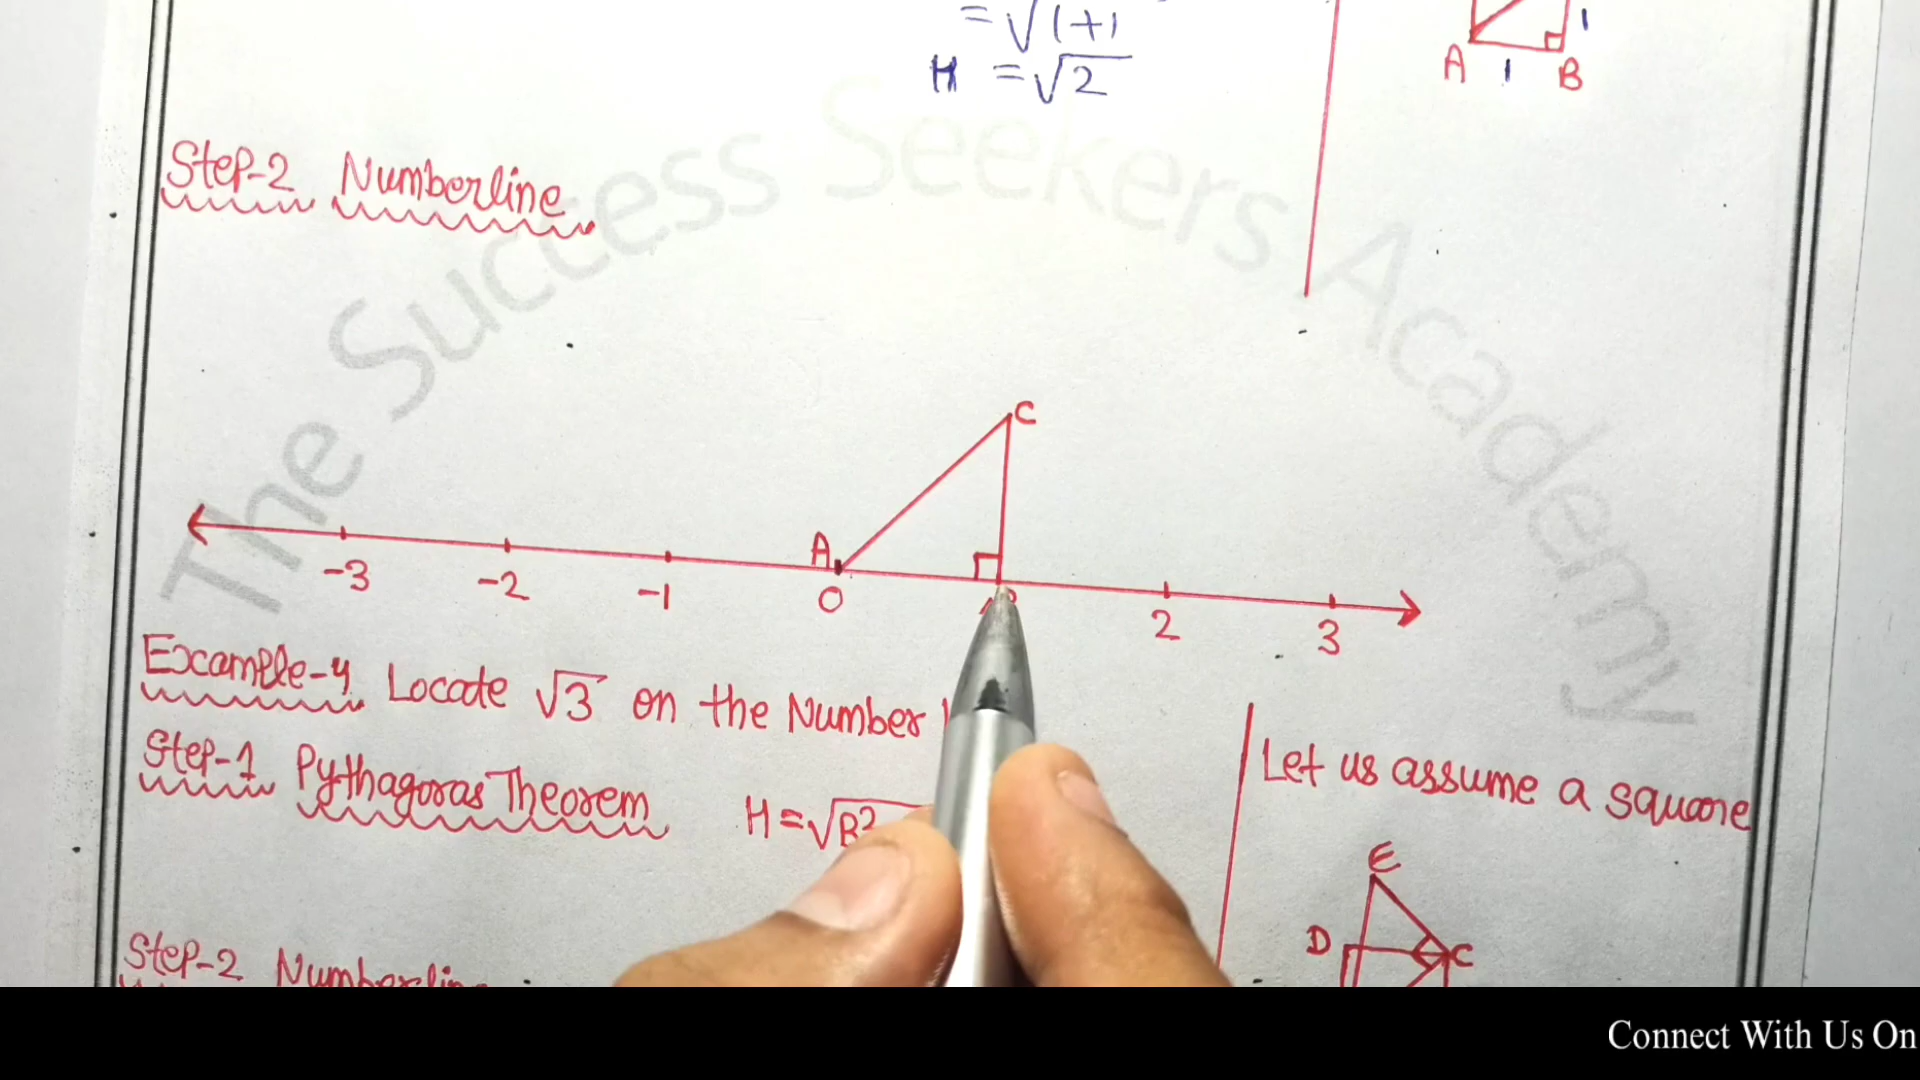 = √1+1
H = √2
A 1 B
1
Step-2 Numberline
The Success Seekers Academy
C
A
-3 -2 -1 0 2 3
Example-4 Locate √3 on the Number
Step-1 Pythagoras Theorem H = √B²
Let us assume a square
E
D C
Step-2 Numberline
Connect With Us On